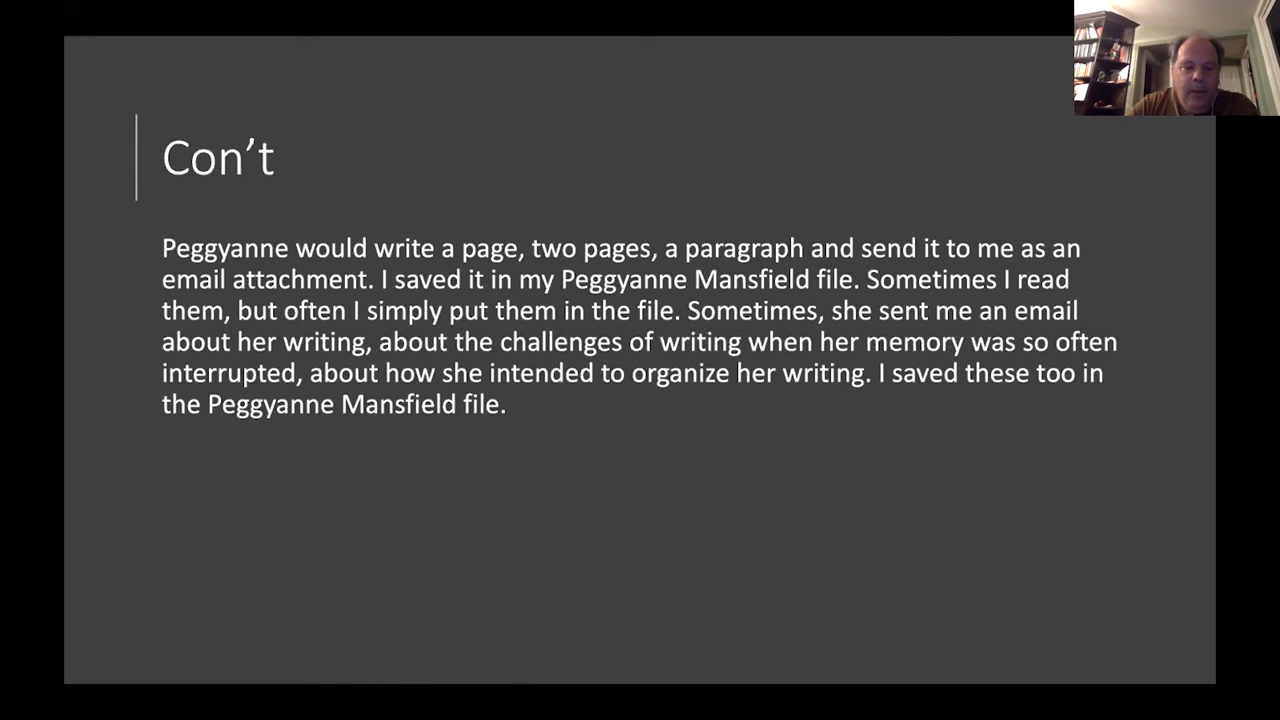 Con’t
Peggyanne would write a page, two pages, a paragraph and send it to me as an
email attachment. I saved it in my Peggyanne Mansfield file. Sometimes I read
them, but often I simply put them in the file. Sometimes, she sent me an email
about her writing, about the challenges of writing when her memory was so often
interrupted, about how she intended to organize her writing. I saved these too in
the Peggyanne Mansfield file.